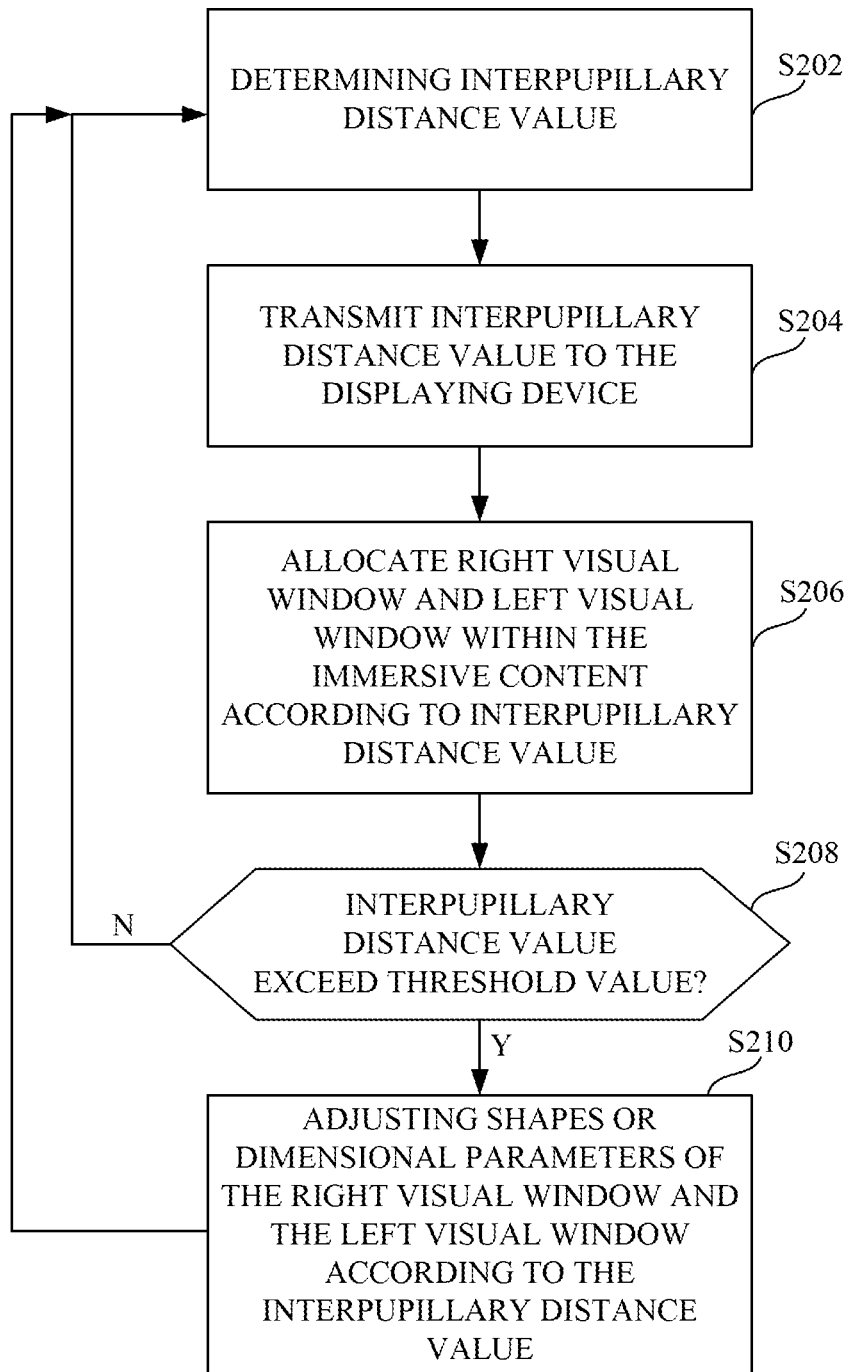 DETERMINING INTERPUPILLARY
DISTANCE VALUE
S202
TRANSMIT INTERPUPILLARY
DISTANCE VALUE TO THE
DISPLAYING DEVICE
S204
ALLOCATE RIGHT VISUAL
WINDOW AND LEFT VISUAL
WINDOW WITHIN THE
IMMERSIVE CONTENT
ACCORDING TO INTERPUPILLARY
DISTANCE VALUE
S206
INTERPUPILLARY
DISTANCE VALUE
EXCEED THRESHOLD VALUE?
S208
N
Y
S210
ADJUSTING SHAPES OR
DIMENSIONAL PARAMETERS OF
THE RIGHT VISUAL WINDOW AND
THE LEFT VISUAL WINDOW
ACCORDING TO THE
INTERPUPILLARY DISTANCE
VALUE